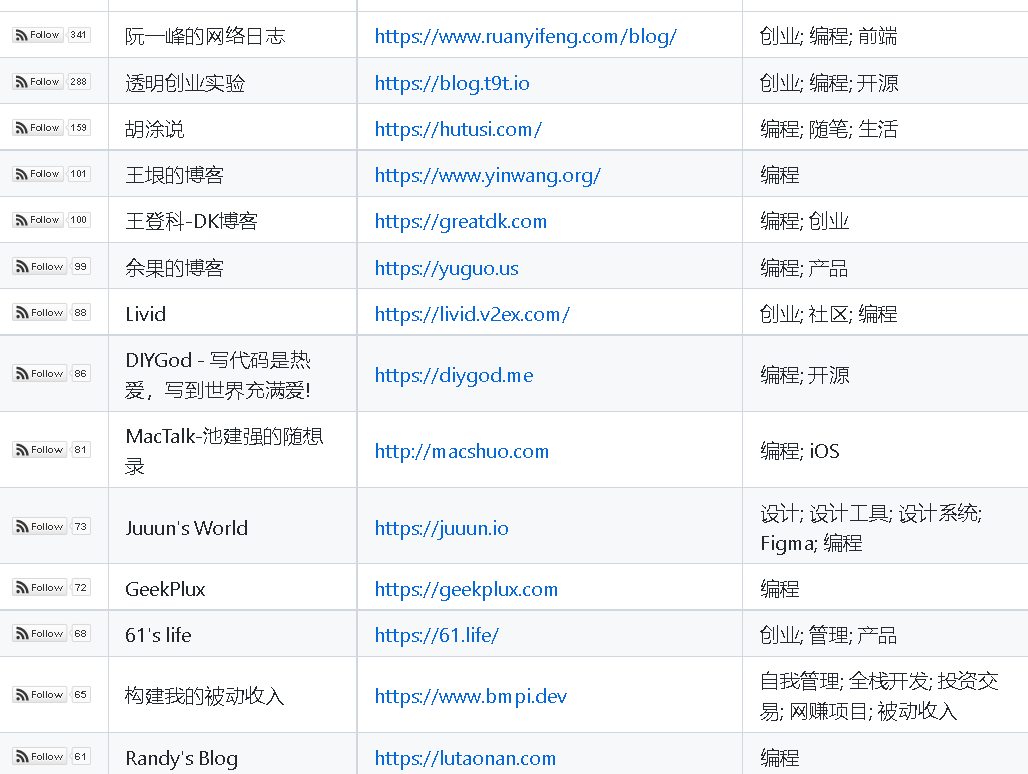 Follow 341 阮一峰的网络日志 https://www.ruanyifeng.com/blog/ 创业; 编程; 前端
Follow 288 透明创业实验 https://blog.t9t.io 创业; 编程; 开源
Follow 159 胡涂说 https://hutusi.com/ 编程; 随笔; 生活
Follow 101 王垠的博客 https://www.yinwang.org/ 编程
Follow 100 王登科-DK博客 https://greatdk.com 编程; 创业
Follow 99 余果的博客 https://yuguo.us 编程; 产品
Follow 88 Livid https://livid.v2ex.com/ 创业; 社区; 编程
Follow 86 DIYGod - 写代码是热
爱，写到世界充满爱! https://diygod.me 编程; 开源
Follow 81 MacTalk-池建强的随想
录 http://macshuo.com 编程; iOS
Follow 73 Juuun's World https://juuun.io 设计; 设计工具; 设计系统;
Figma; 编程
Follow 72 GeekPlux https://geekplux.com 编程
Follow 68 61's life https://61.life/ 创业; 管理; 产品
Follow 65 构建我的被动收入 https://www.bmpi.dev 自我管理; 全栈开发; 投资交
易; 网赚项目; 被动收入
Follow 61 Randy's Blog https://lutaonan.com 编程